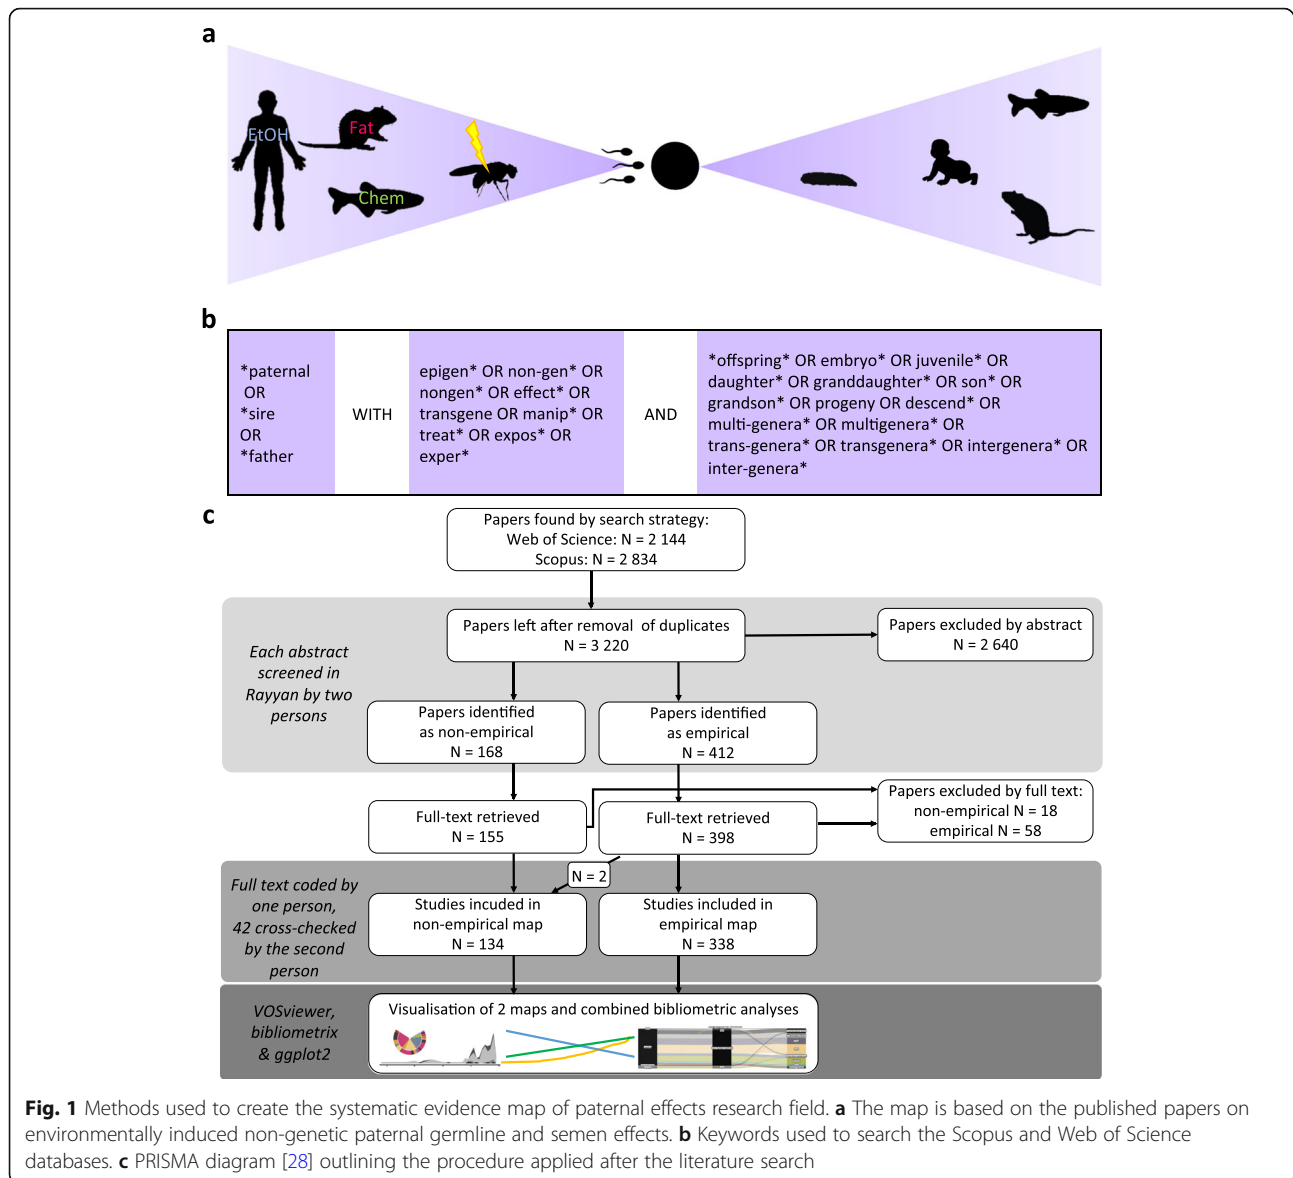 a
EtOH
Fat
Chem
b
*paternal
OR
*sire
OR
*father
WITH
epigen* OR non-gen* OR
nongen* OR effect* OR
transgene OR manip* OR
treat* OR expos* OR
exper*
AND
*offspring* OR embryo* OR juvenile* OR
daughter* OR granddaughter* OR son* OR
grandson* OR progeny OR descend* OR
multi-genera* OR multigenera* OR
trans-genera* OR transgenera* OR intergenera* OR
inter-genera*
c
Papers found by search strategy:
Web of Science: N = 2 144
Scopus: N = 2 834
Each abstract
screened in
Rayyan by two
persons
Papers left after removal of duplicates
N = 3 220
Papers excluded by abstract
N = 2 640
Papers identified
as non-empirical
N = 168
Papers identified
as empirical
N = 412
Full-text retrieved
N = 155
Full-text retrieved
N = 398
Papers excluded by full text:
non-empirical N = 18
empirical N = 58
N = 2
Full text coded by
one person,
42 cross-checked
by the second
person
Studies incuded in
non-empirical map
N = 134
Studies included in
empirical map
N = 338
VOSviewer,
bibliometrix
& ggplot2
Visualisation of 2 maps and combined bibliometric analyses
Fig. 1 Methods used to create the systematic evidence map of paternal effects research field. a The map is based on the published papers on
environmentally induced non-genetic paternal germline and semen effects. b Keywords used to search the Scopus and Web of Science
databases. c PRISMA diagram [28] outlining the procedure applied after the literature search